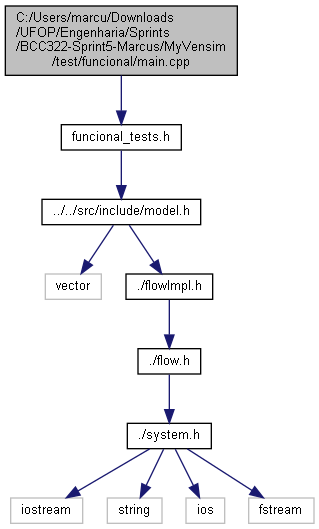 C:/Users/marcu/Downloads
/UFOP/Engenharia/Sprints
/BCC322-Sprint5-Marcus/MyVensim
/test/funcional/main.cpp
funcional_tests.h
../../src/include/model.h
vector
./flowImpl.h
./flow.h
./system.h
iostream
string
ios
fstream